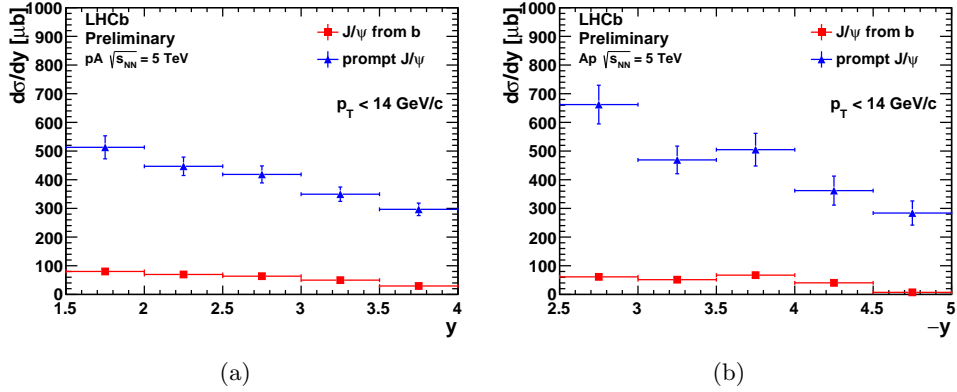 dσ/dy [μb]
1000
900
800
700
600
500
400
300
200
100
0
LHCb
Preliminary
pA √sNN = 5 TeV
J/ψ from b
prompt J/ψ
pT < 14 GeV/c
1.5 2 2.5 3 3.5 4
y
(a)
dσ/dy [μb]
1000
900
800
700
600
500
400
300
200
100
0
LHCb
Preliminary
Ap √sNN = 5 TeV
J/ψ from b
prompt J/ψ
pT < 14 GeV/c
2.5 3 3.5 4 4.5 5
−y
(b)